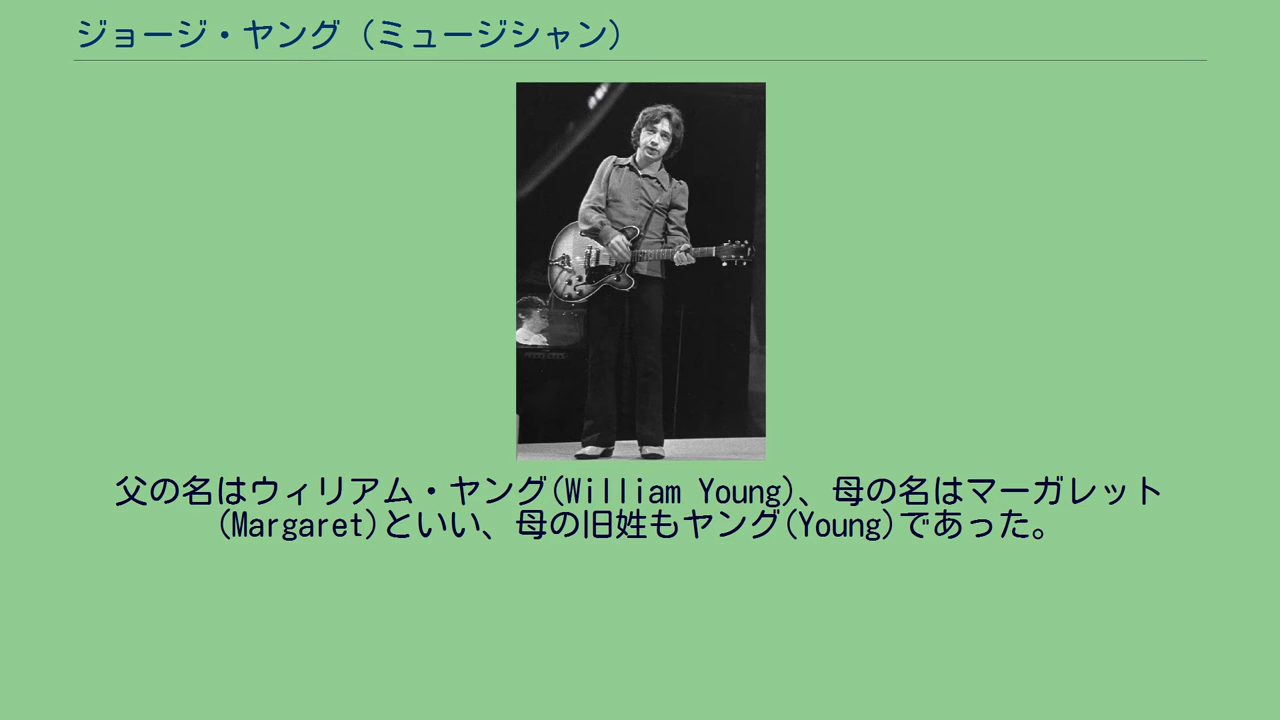 ジョージ・ヤング（ミュージシャン）
父の名はウィリアム・ヤング(William Young)、母の名はマーガレット
(Margaret)といい、母の旧姓もヤング(Young)であった。